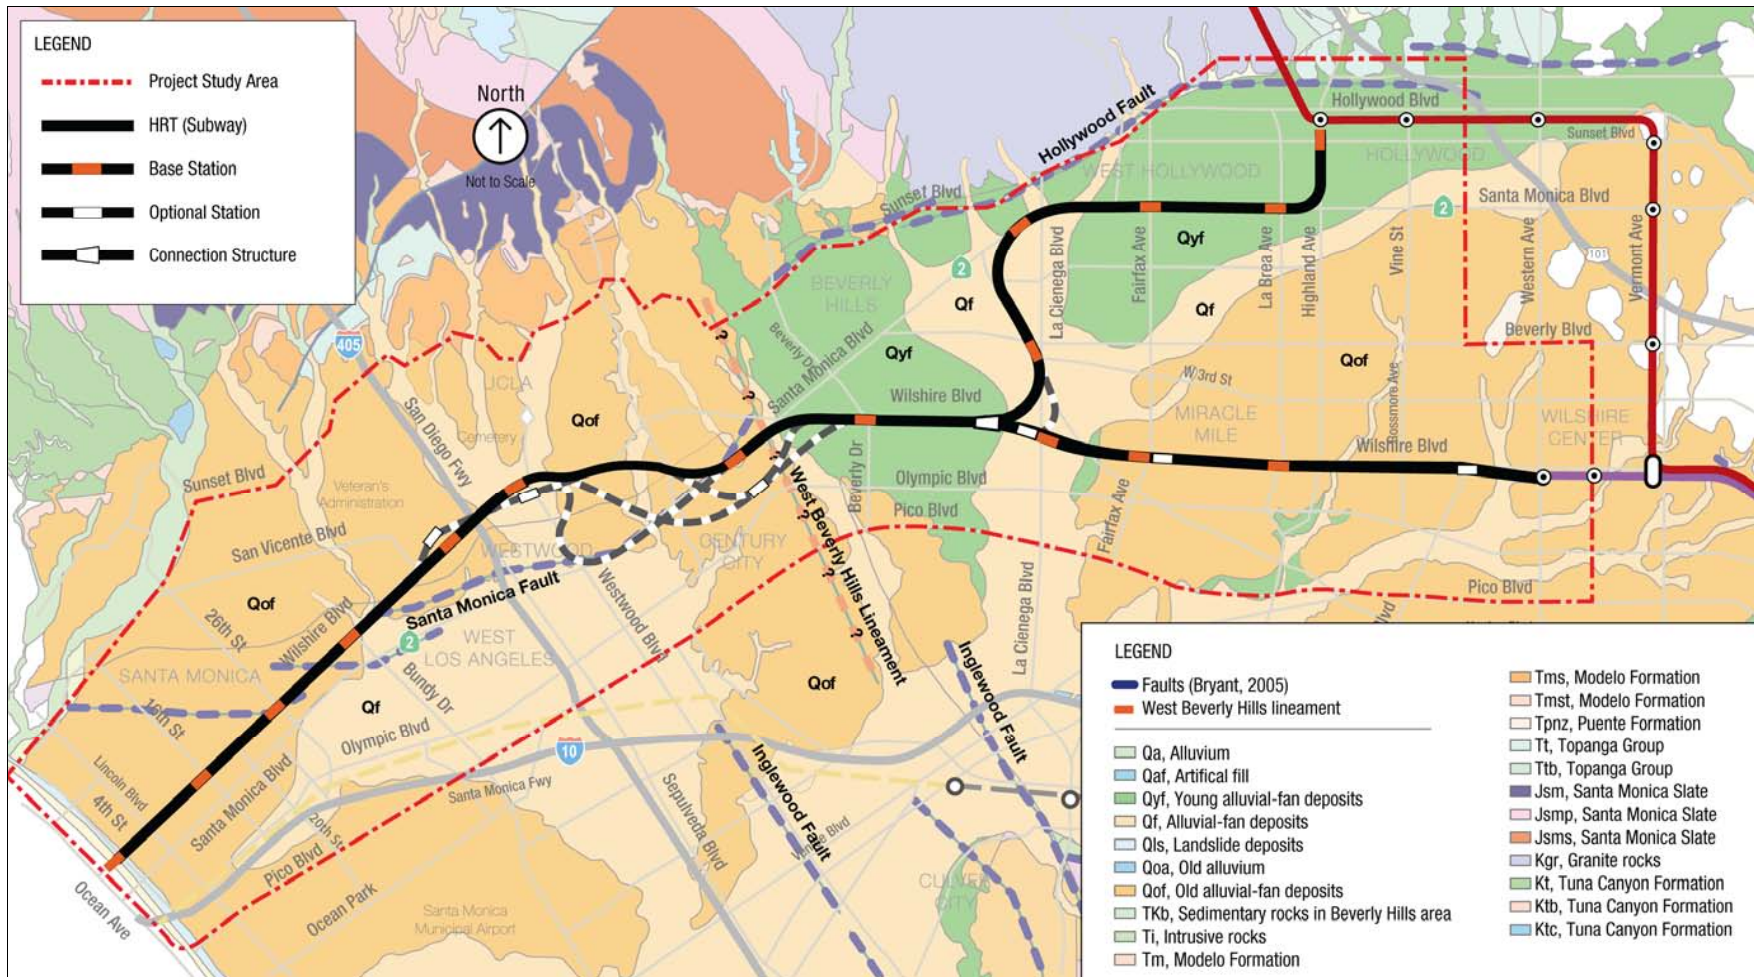 LEGEND
Project Study Area
HRT (Subway)
Base Station
Optional Station
Connection Structure
North
Not to Scale
Hollywood Fault
Hollywood Blvd
Sunset Blvd
WEST HOLLYWOOD
HOLLYWOOD
Sunset Blvd
Santa Monica Blvd
2
2
Qyf
BEVERLY
HILLS
Qf
La Cienega Blvd
Fairfax Ave
La Brea Ave
Highland Ave
Vine St
Western Ave
101
Vermont Ave
Qf
Beverly Blvd
405
?
Beverly Dr
Santa Monica Blvd
Qyf
Qof
W 3rd St
UCLA
San Diego Fwy
Qof
?
Wilshire Blvd
MIRACLE
MILE
WILSHIRE
CENTER
Cemetery
Wilshire Blvd
?
Sunset Blvd
Veteran's
Administration
West Beverly Hills Lineament
Beverly Dr
Olympic Blvd
Pico Blvd
Fairfax Ave
?
San Vicente Blvd
WESTWOOD
CENTURY
CITY
Santa Monica Fault
?
Pico Blvd
Qof
26th St
Wilshire Blvd
2
WEST
LOS ANGELES
Westwood Blvd
La Cienega Blvd
?
SANTA MONICA
Bundy Dr
Qof
Inglewood Fault
16th St
Qf
Olympic Blvd
10
Lincoln Blvd
4th St
Santa Monica Blvd
Santa Monica Fwy
Inglewood Fault
Sepulveda Blvd
20th St
Pico Blvd
Ocean Ave
Ocean Park
Santa Monica
Municipal Airport
CULVER
CITY
LEGEND
Faults (Bryant, 2005)
West Beverly Hills lineament
Qa, Alluvium
Qaf, Artifical fill
Qyf, Young alluvial-fan deposits
Qf, Alluvial-fan deposits
Qls, Landslide deposits
Qoa, Old alluvium
Qof, Old alluvial-fan deposits
TKb, Sedimentary rocks in Beverly Hills area
Ti, Intrusive rocks
Tm, Modelo Formation
Tms, Modelo Formation
Tmst, Modelo Formation
Tpnz, Puente Formation
Tt, Topanga Group
Ttb, Topanga Group
Jsm, Santa Monica Slate
Jsmp, Santa Monica Slate
Jsms, Santa Monica Slate
Kgr, Granite rocks
Kt, Tuna Canyon Formation
Ktb, Tuna Canyon Formation
Ktc, Tuna Canyon Formation